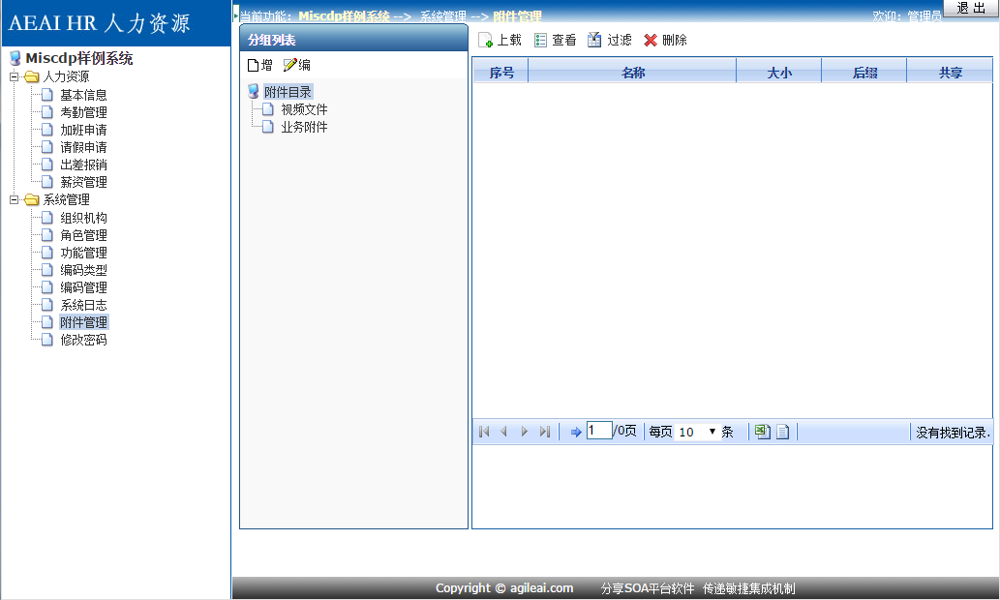 AEAI HR 人力资源
当前功能：Miscdp样例系统 --> 系统管理 --> 附件管理
欢迎：管理员
退 出
Miscdp样例系统
人力资源
基本信息
考勤管理
加班申请
请假申请
出差报销
薪资管理
系统管理
组织机构
角色管理
功能管理
编码类型
编码管理
系统日志
附件管理
修改密码
分组列表
增 编
附件目录
视频文件
业务附件
上载 查看 过滤 删除
序号 名称 大小 后缀 共享
1 /0页 每页 10 条 没有找到记录.
Copyright © agileai.com 分享SOA平台软件 传递敏捷集成机制